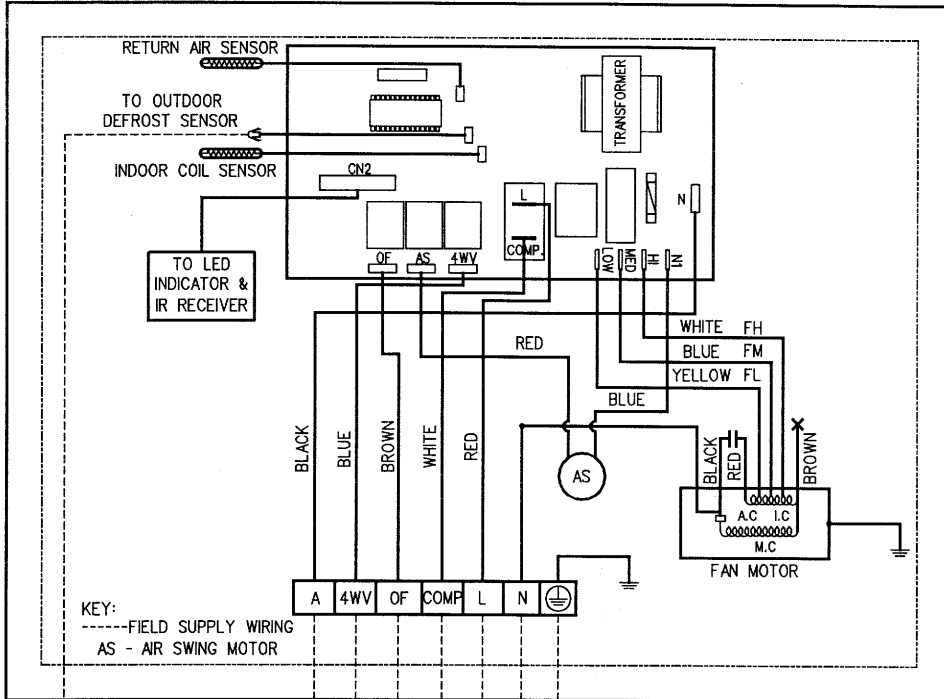 RETURN AIR SENSOR
TO OUTDOOR
DEFROST SENSOR
INDOOR COIL SENSOR
CN2
TRANSFORMER
L
COMP.
N
OF
AS
4WV
LOW
MED
HI
N1
TO LED
INDICATOR &
IR RECEIVER
RED
WHITE FH
BLUE FM
YELLOW FL
BLUE
BLACK
BLUE
BROWN
WHITE
RED
AS
BLACK
RED
BROWN
A.C I.C
M.C
FAN MOTOR
A
4WV
OF
COMP
L
N
KEY:
------FIELD SUPPLY WIRING
AS - AIR SWING MOTOR